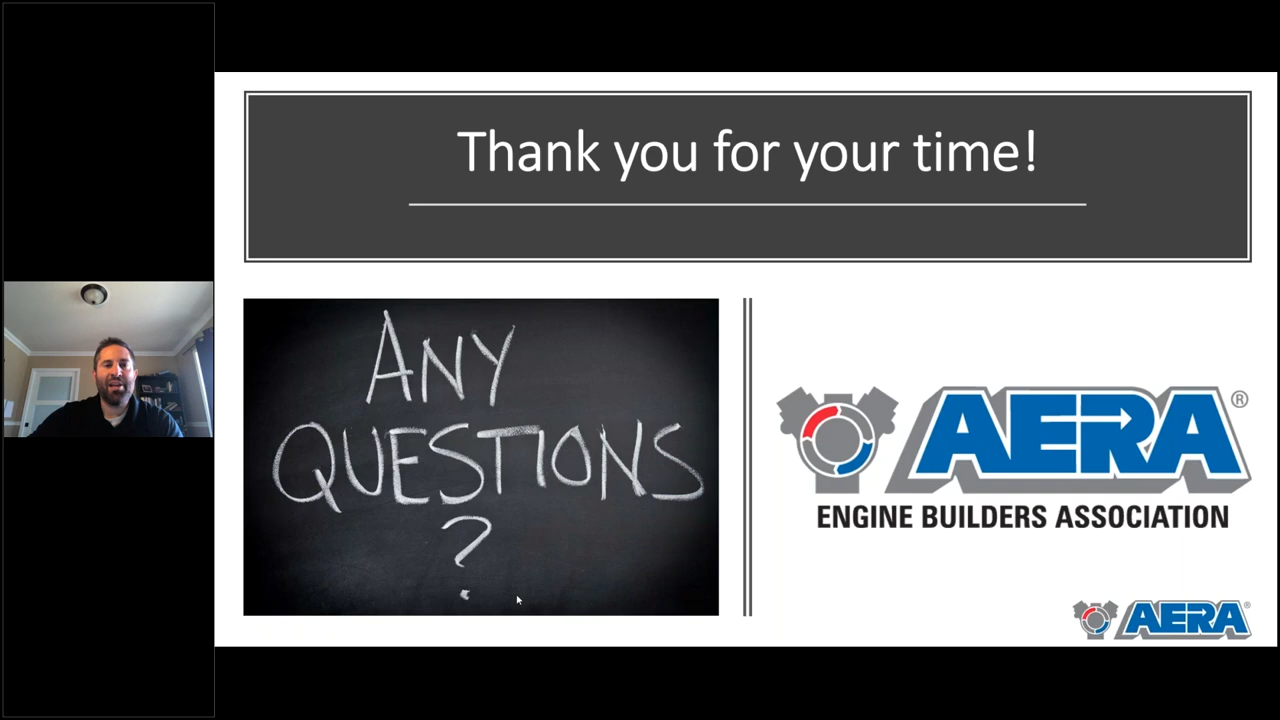 Thank you for your time!
ANY
QUESTIONS
?
AERA®
ENGINE BUILDERS ASSOCIATION
AERA®